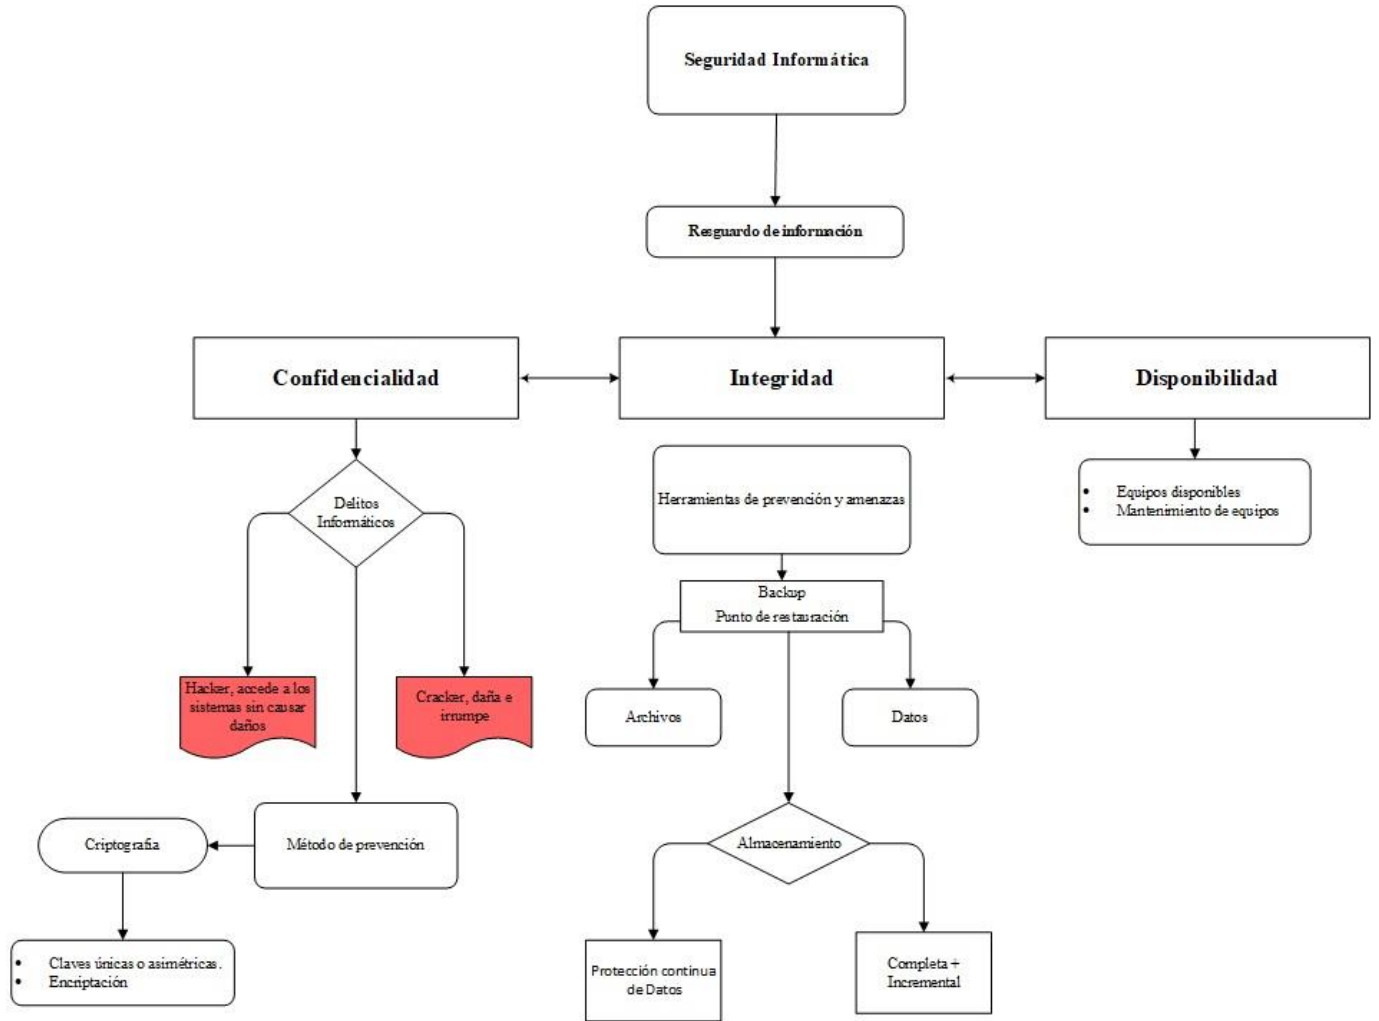 Seguridad Informática
Resguardo de información
Confidencialidad
Integridad
Disponibilidad
Delitos
Informáticos
Herramientas de prevención y amenazas
• Equipos disponibles
• Mantenimiento de equipos
Backup
Punto de restauración
Hacker, accede a los
sistemas sin causar
daños
Cracker, daña e
irrumpe
Archivos
Datos
Criptografia
Método de prevención
Almacenamiento
• Claves únicas o asimétricas.
• Encriptación
Protección continua
de Datos
Completa +
Incremental